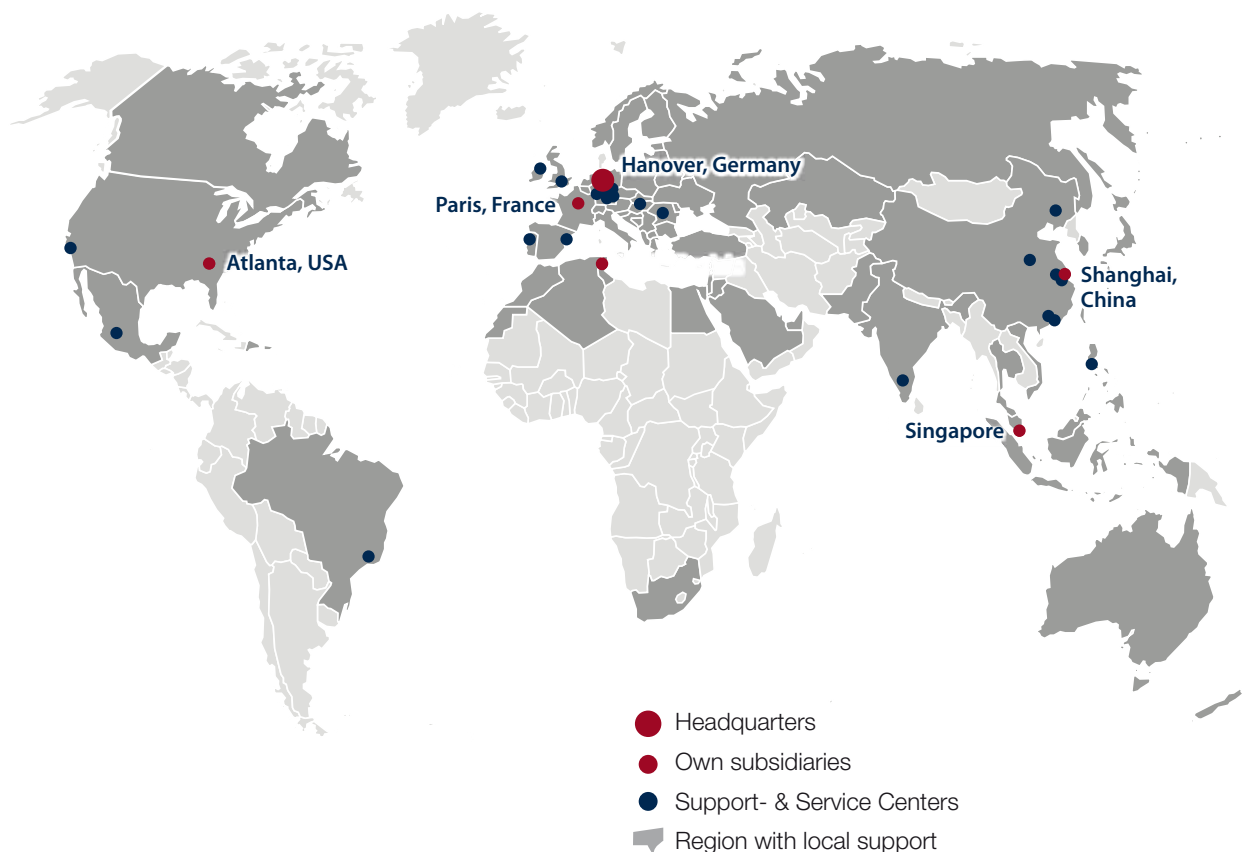 Hanover, Germany
Paris, France
Atlanta, USA
Shanghai,
China
Singapore
Headquarters
Own subsidiaries
Support- & Service Centers
Region with local support